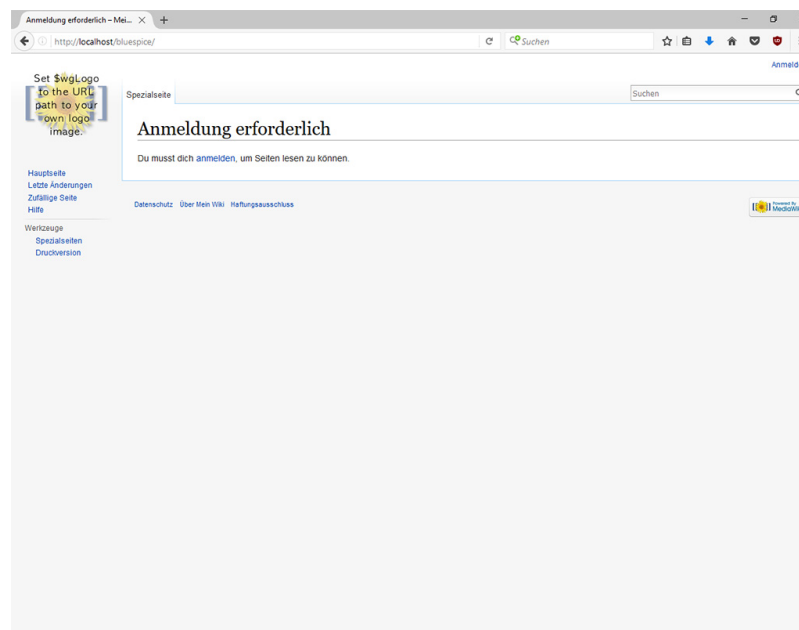 Anmeldung erforderlich – Mei...
http://localhost/bluespice/
Suchen
Anmeld
Set $wgLogo
to the URL
path to your
own logo
image.
Spezialseite
Suchen
Anmeldung erforderlich
Du musst dich anmelden, um Seiten lesen zu können.
Hauptseite
Letzte Änderungen
Zufällige Seite
Hilfe
Werkzeuge
Spezialseiten
Druckversion
Datenschutz Über Mein Wiki Haftungsausschluss
Powered By
MediaWiki